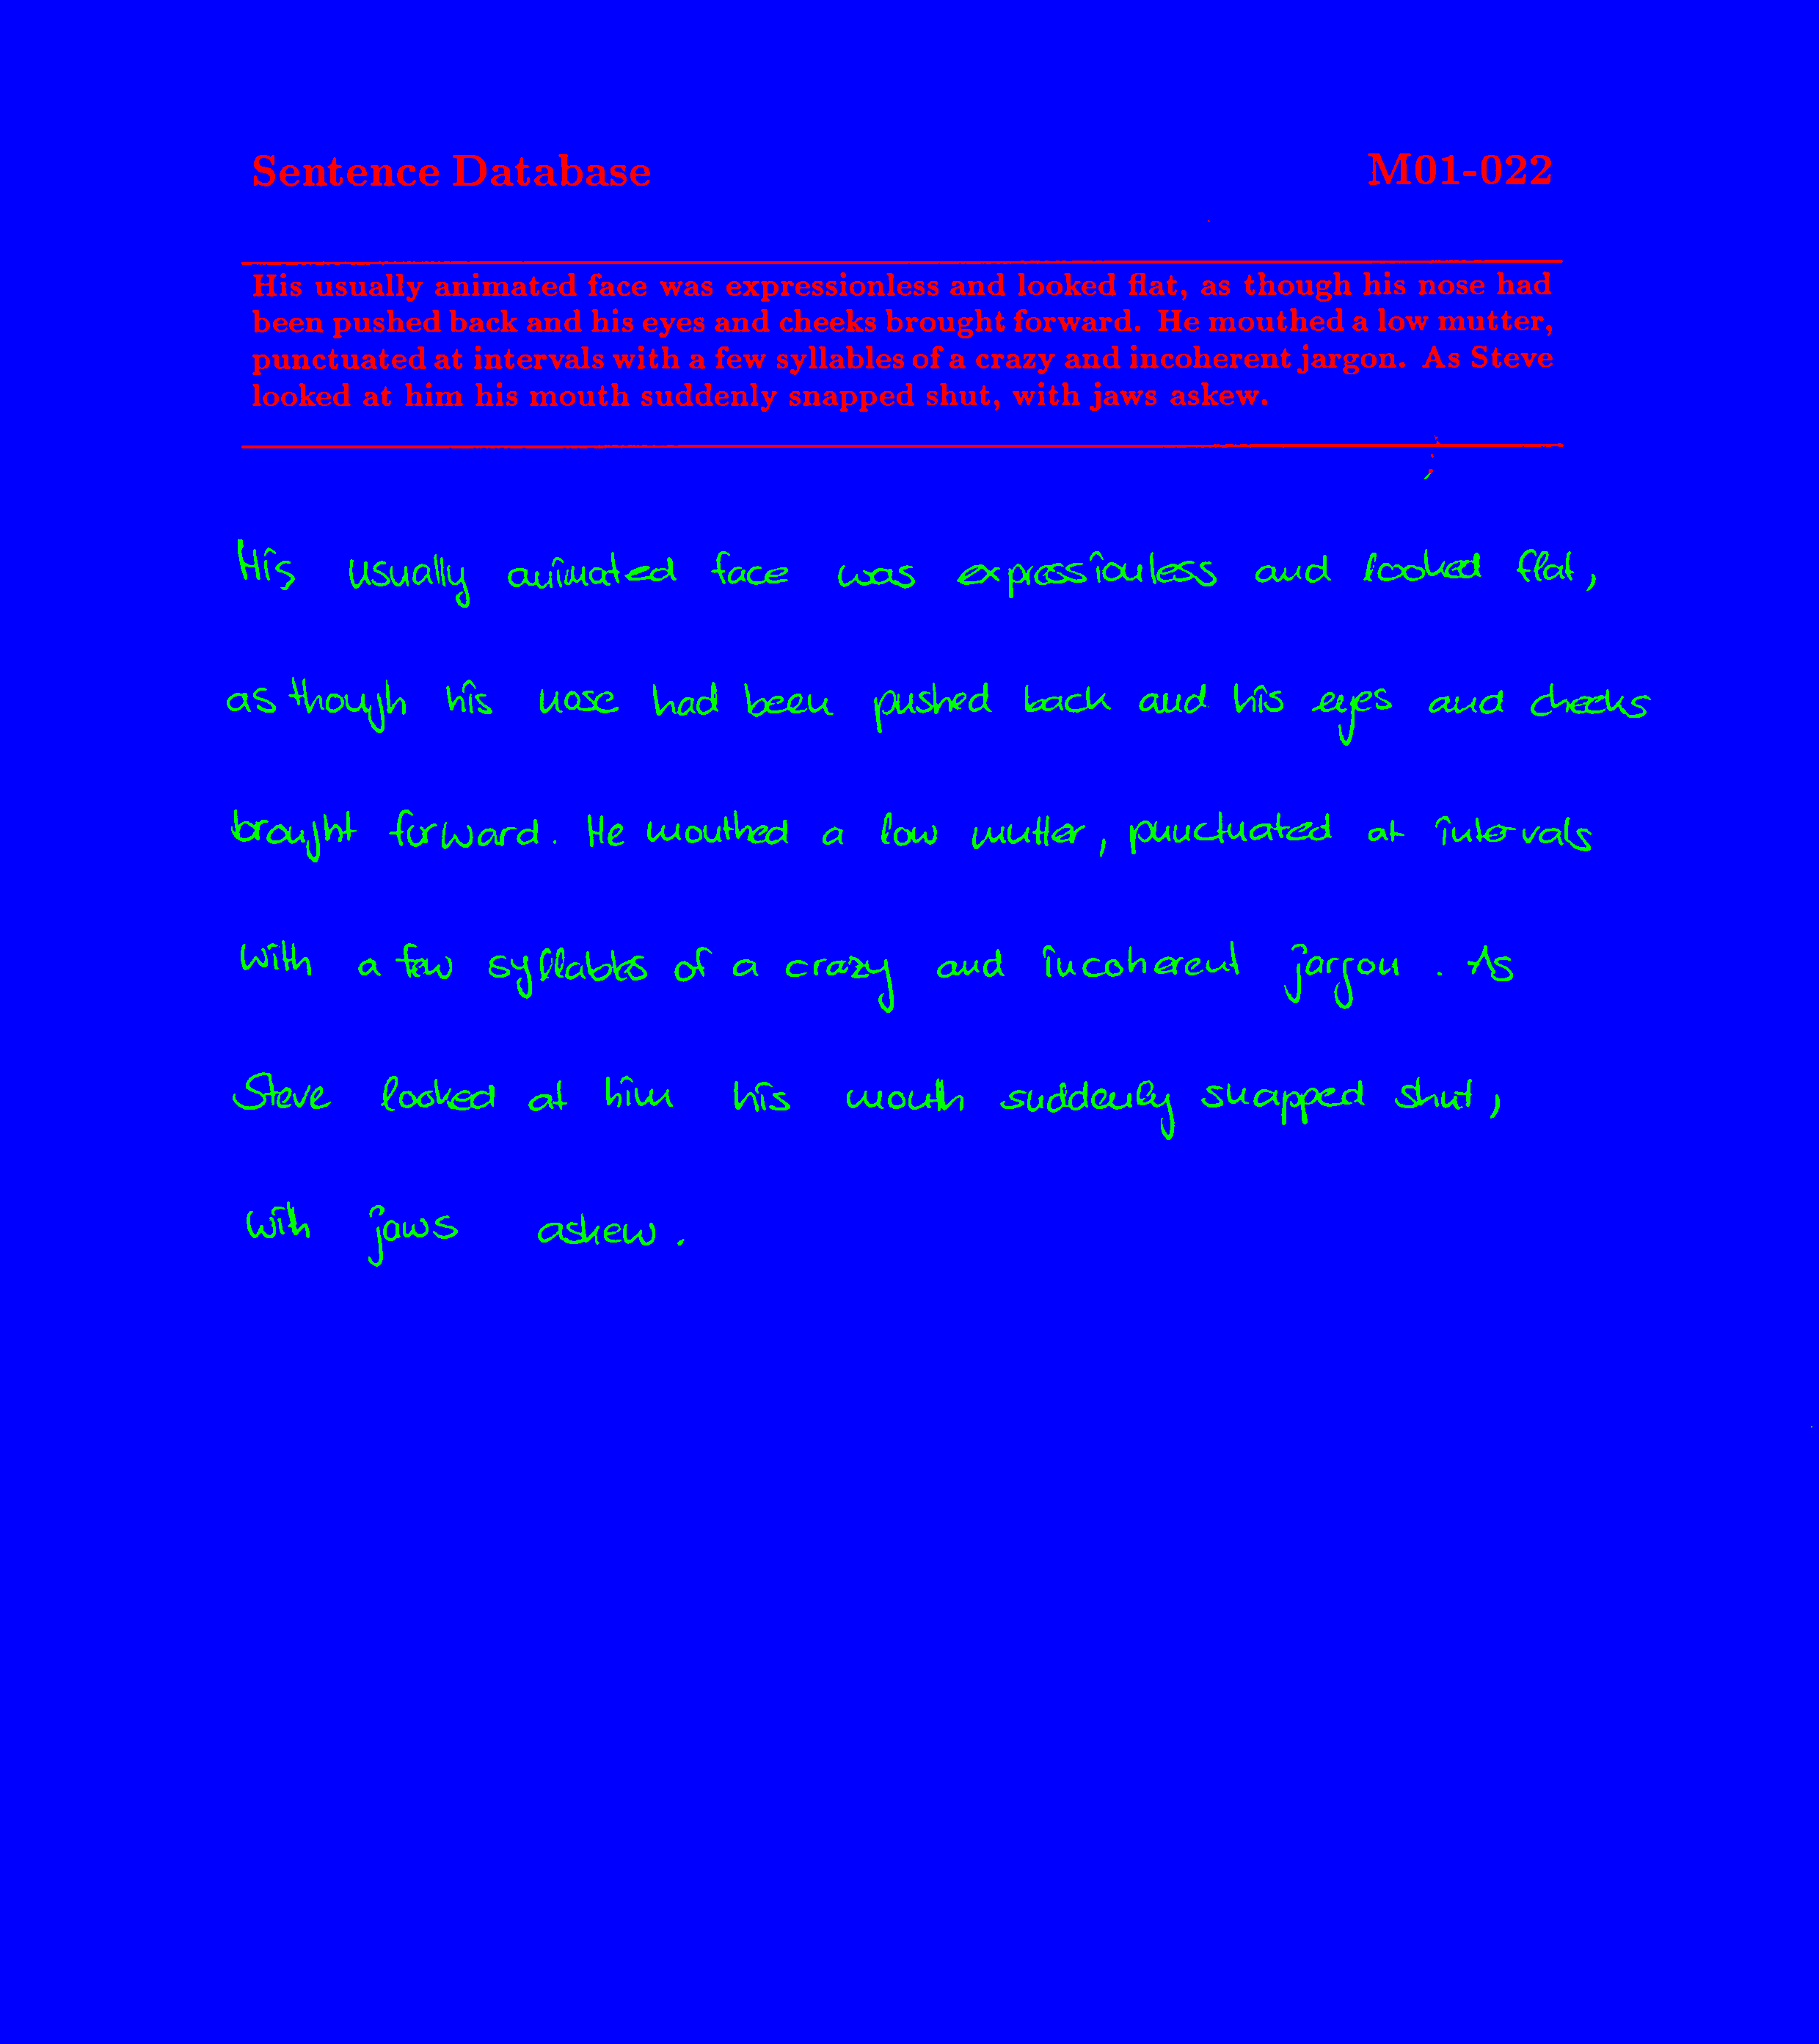 Sentence Database M01-022
His usually animated face was expressionless and looked flat, as though his nose had
been pushed back and his eyes and cheeks brought forward. He mouthed a low mutter,
punctuated at intervals with a few syllables of a crazy and incoherent jargon. As Steve
looked at him his mouth suddenly snapped shut, with jaws askew.
His usually animated face was expressionless and looked flat,
as though his nose had been pushed back and his eyes and cheeks
brought forward. He mouthed a low mutter, punctuated at intervals
with a few syllables of a crazy and incoherent jargon. As
Steve looked at him his mouth suddenly snapped shut,
with jaws askew.